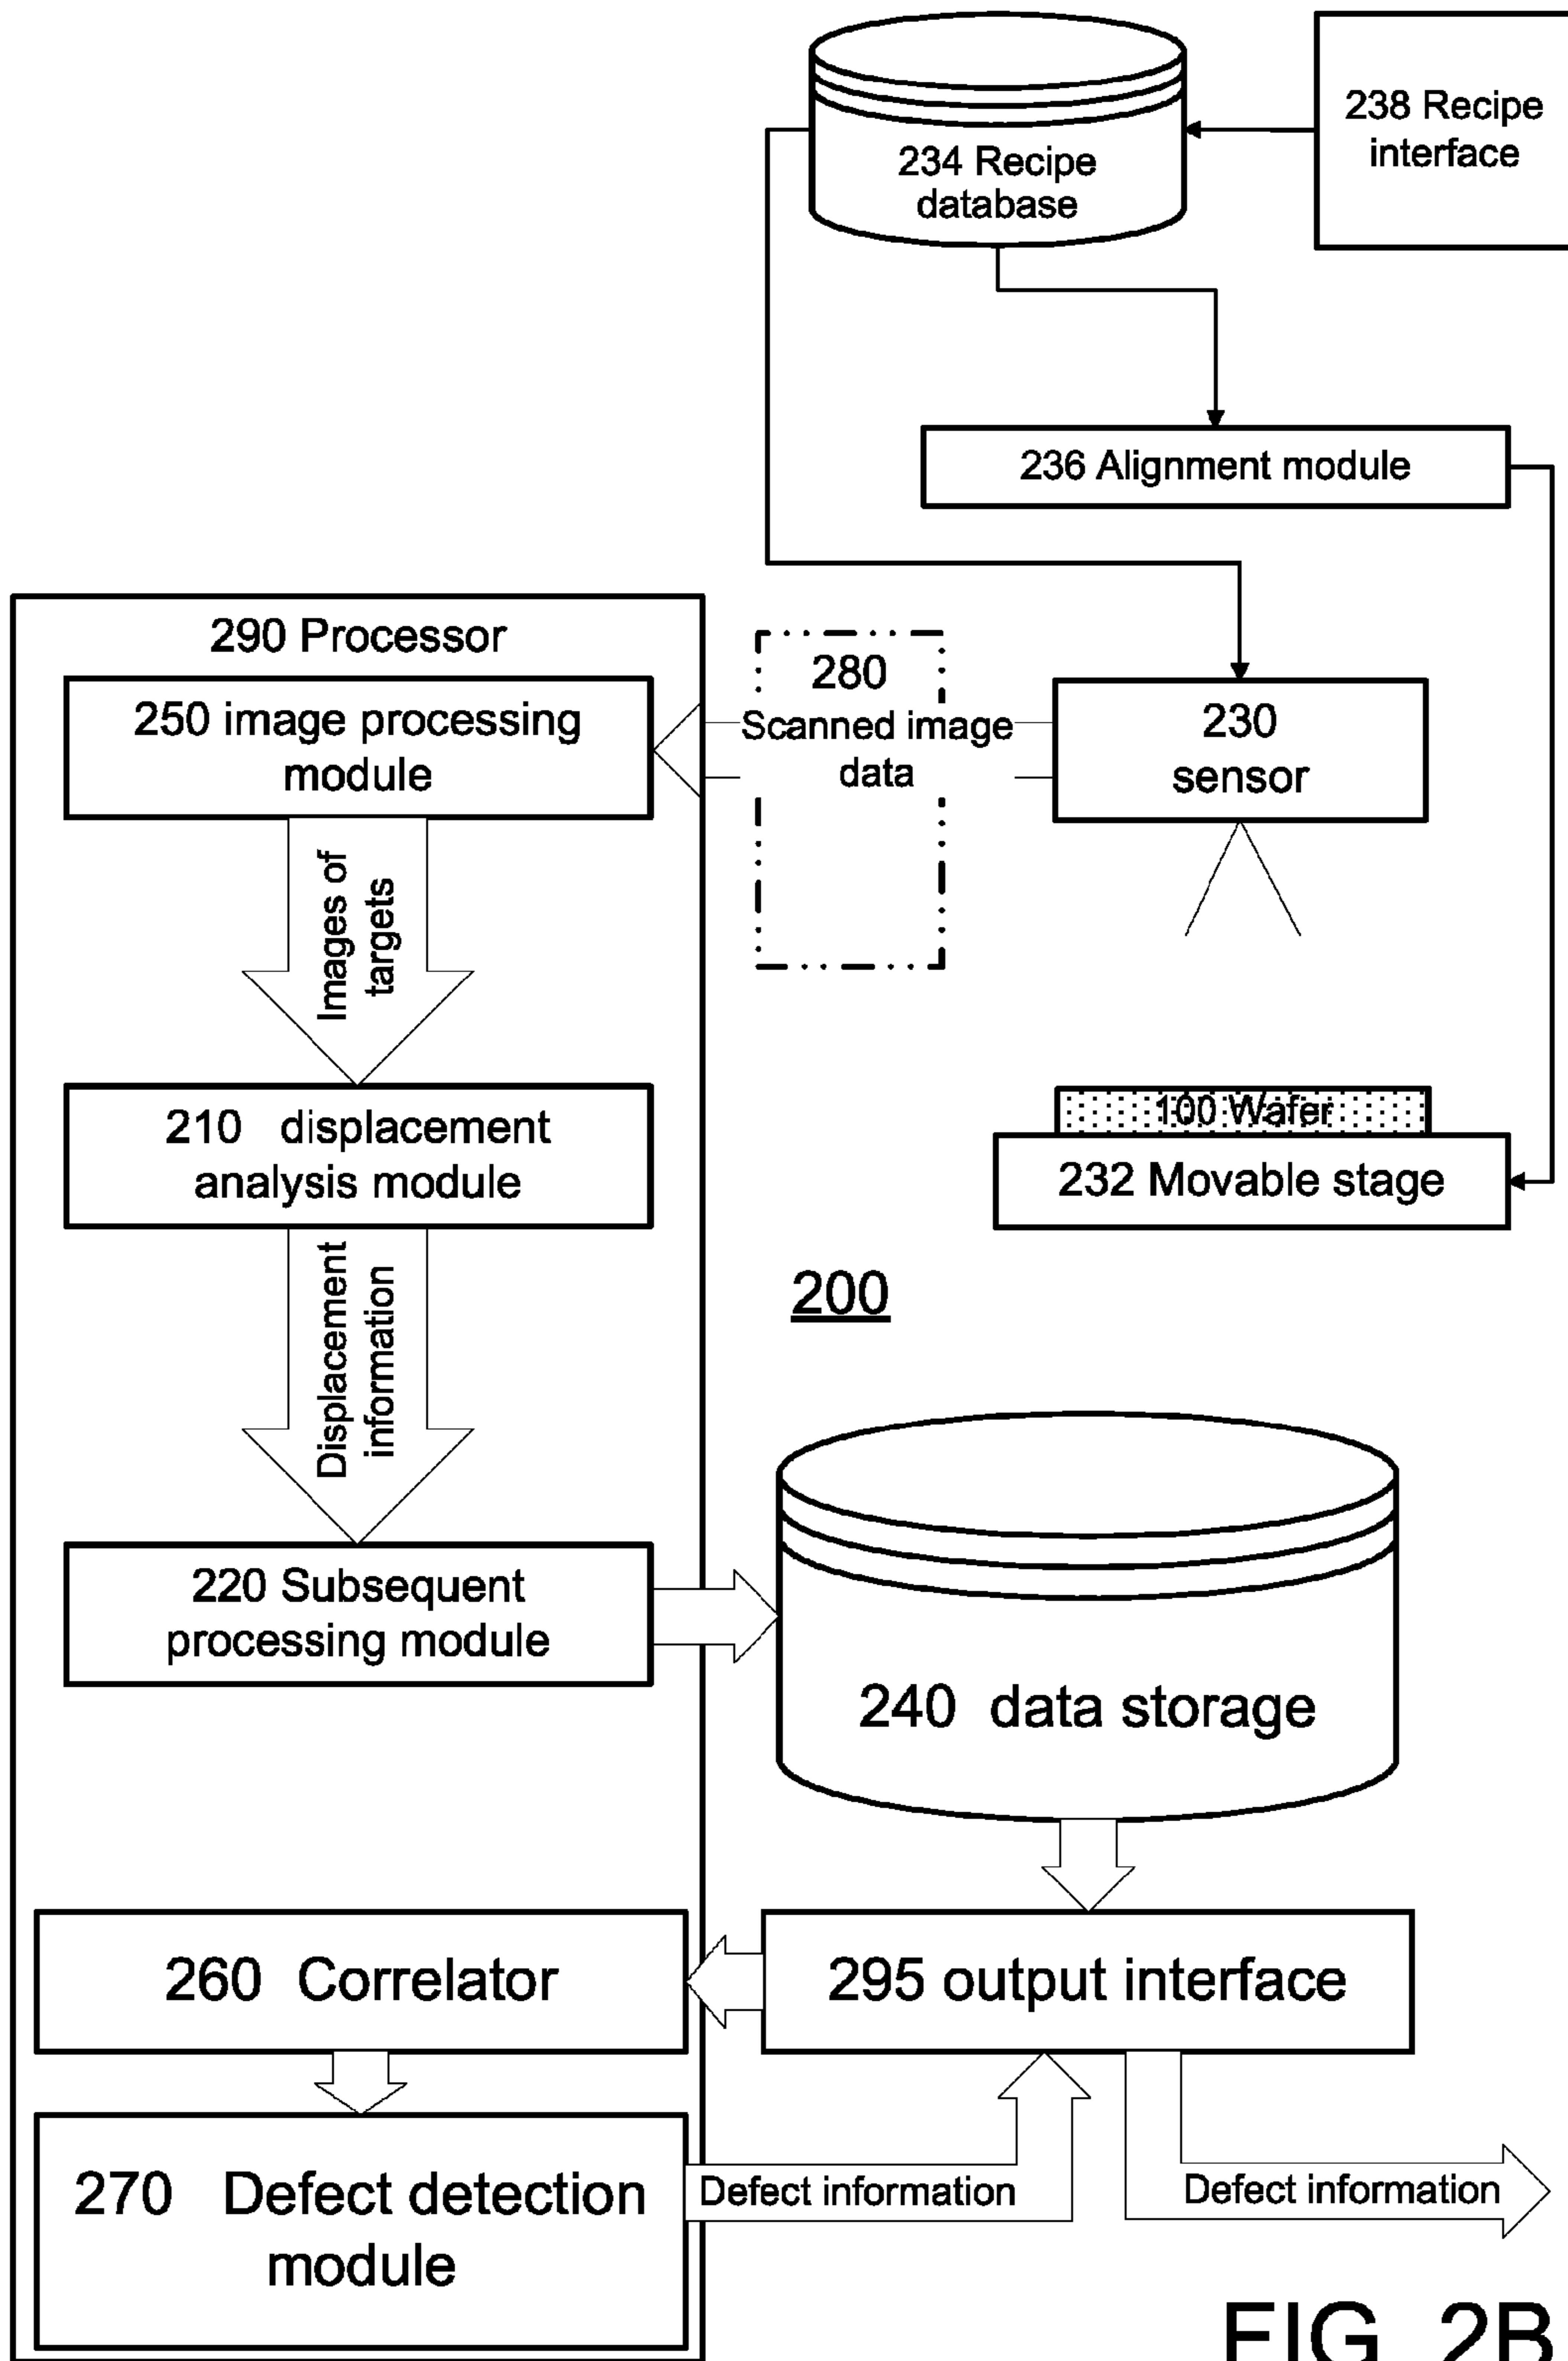 238 Recipe
interface
234 Recipe
database
236 Alignment module
290 Processor
280
Scanned image
data
230
sensor
250 image processing
module
Images of
targets
210 displacement
analysis module
100 Wafer
232 Movable stage
200
Displacement
information
220 Subsequent
processing module
240 data storage
260 Correlator
295 output interface
270 Defect detection
module
Defect information
Defect information
FIG. 2B